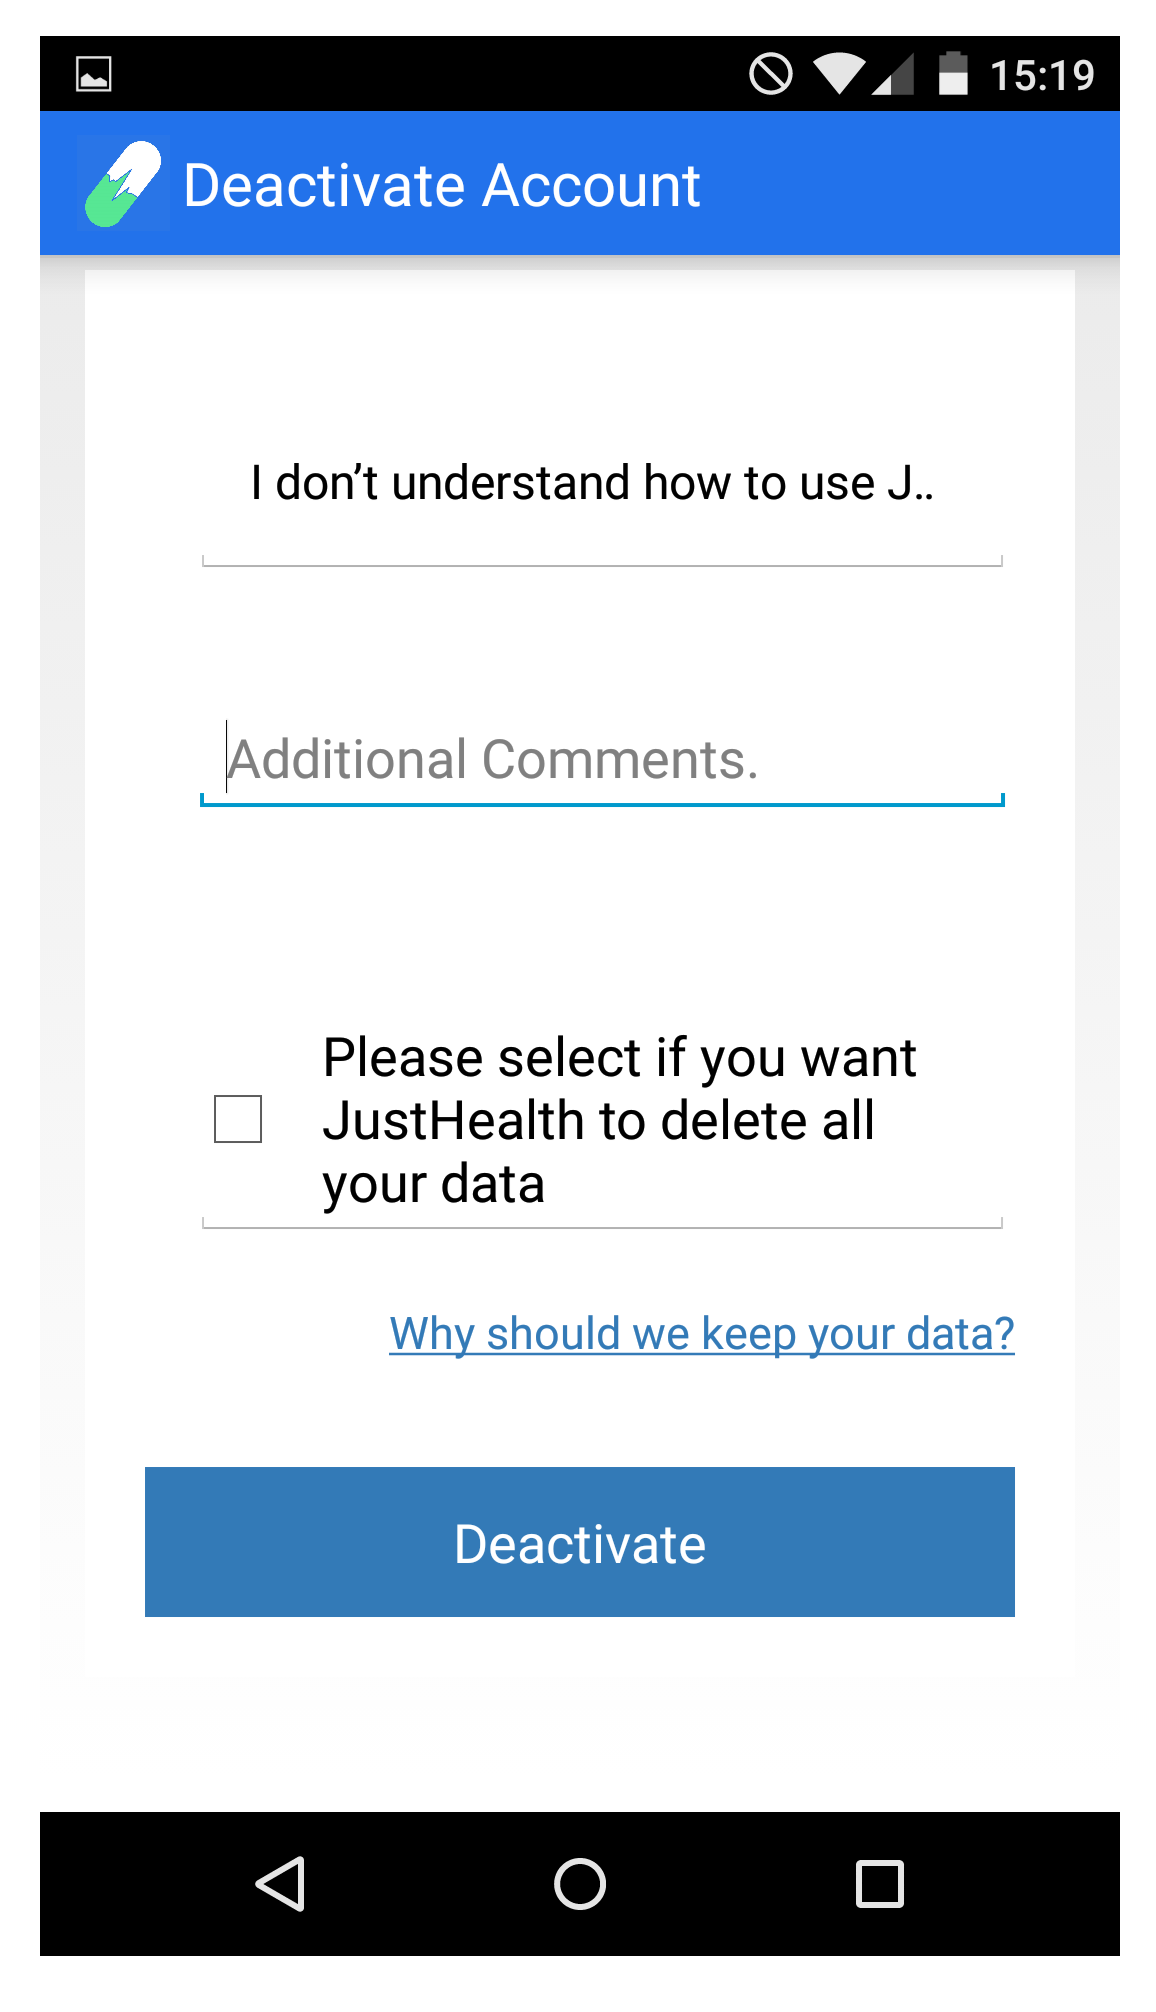 15:19
Deactivate Account
I don’t understand how to use J..
Additional Comments.
Please select if you want
JustHealth to delete all
your data
Why should we keep your data?
Deactivate